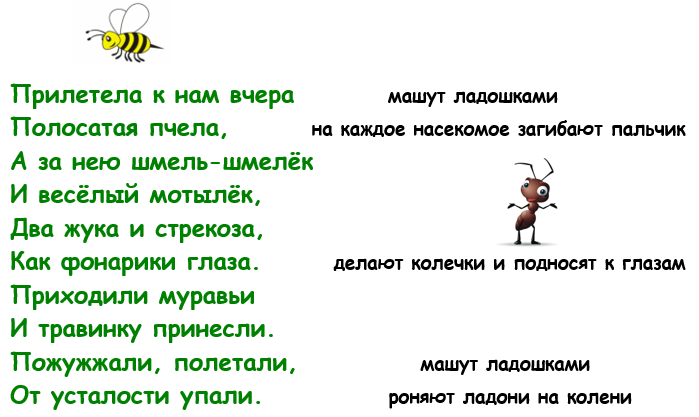 Прилетела к нам вчера машут ладошками
Полосатая пчела, на каждое насекомое загибают пальчик
А за нею шмель-шмелёк
И весёлый мотылёк,
Два жука и стрекоза,
Как фонарики глаза. делают колечки и подносят к глазам
Приходили муравьи
И травинку принесли.
Пожужжали, полетали, машут ладошками
От усталости упали. роняют ладони на колени